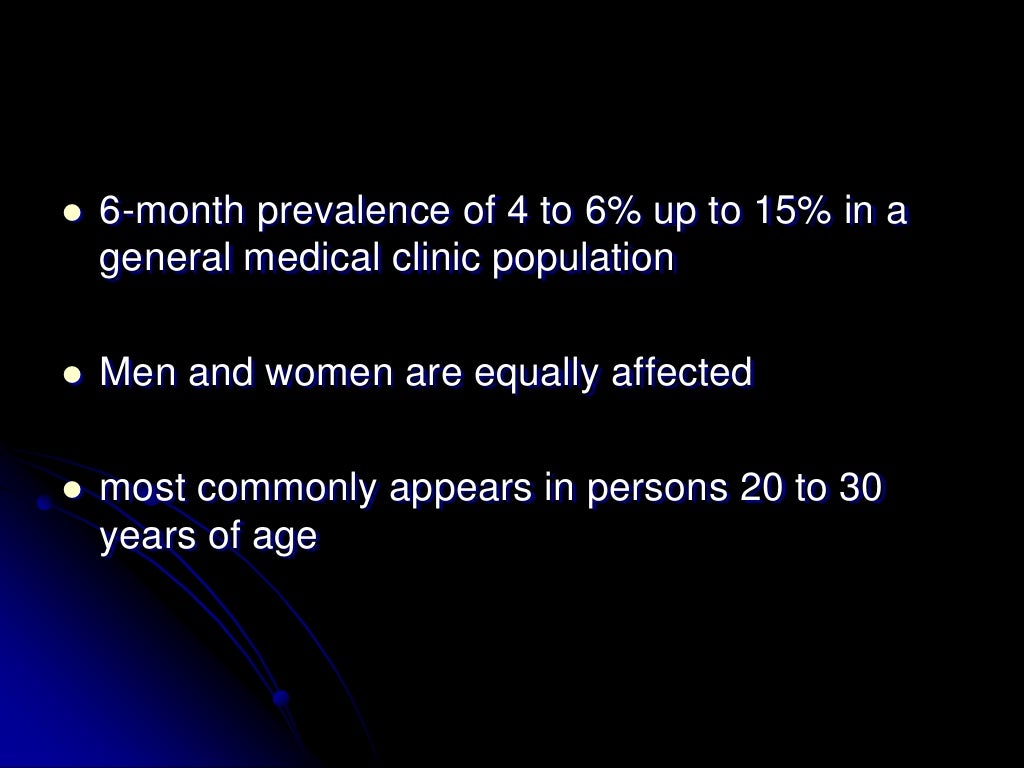 6-month prevalence of 4 to 6% up to 15% in a
general medical clinic population
Men and women are equally affected
most commonly appears in persons 20 to 30
years of age